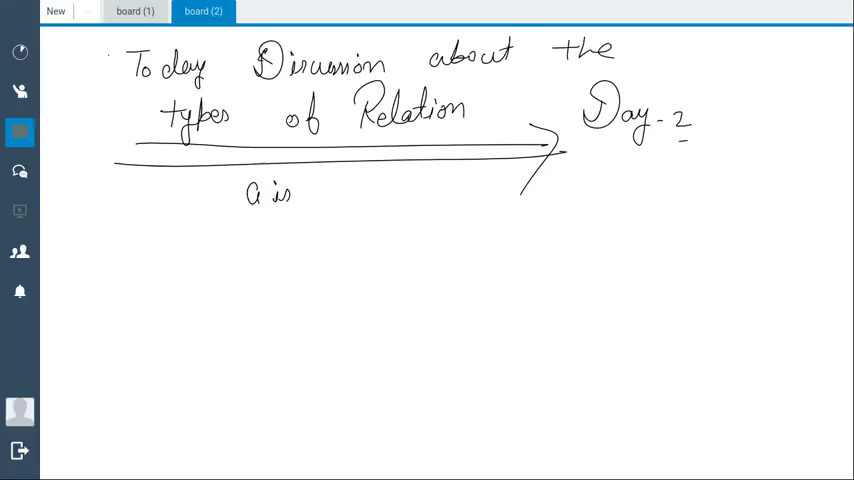 New board (1) board (2)
Today Discussion about the
types of Relation Day-2
a is